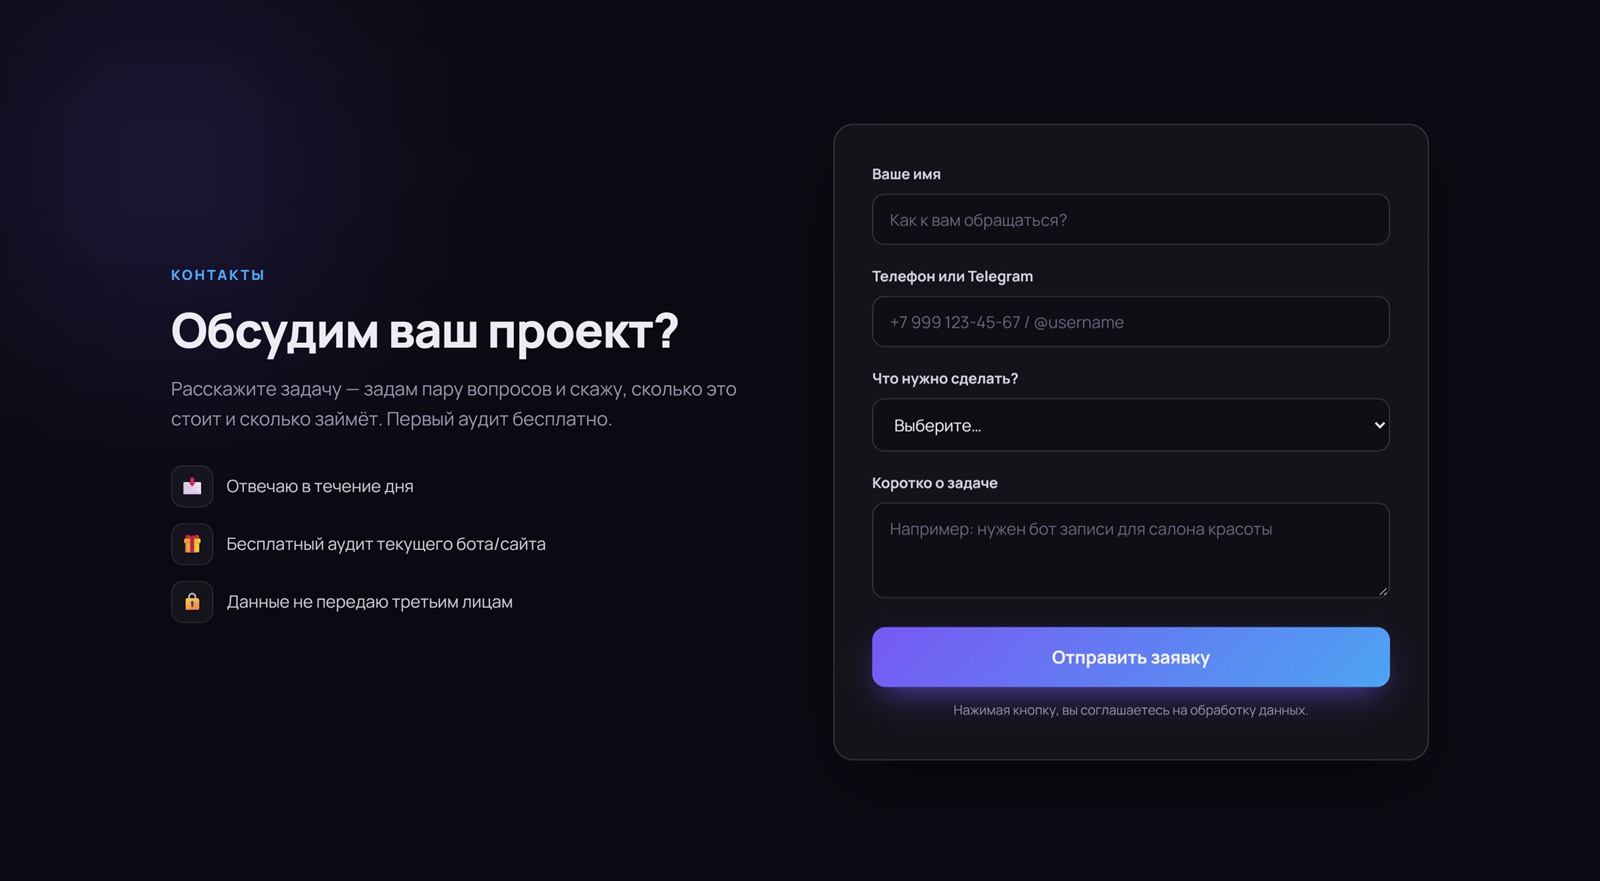 КОНТАКТЫ
Обсудим ваш проект?
Расскажите задачу — задам пару вопросов и скажу, сколько это
стоит и сколько займёт. Первый аудит бесплатно.
Отвечаю в течение дня
Бесплатный аудит текущего бота/сайта
Данные не передаю третьим лицам
Ваше имя
Как к вам обращаться?
Телефон или Telegram
+7 999 123-45-67 / @username
Что нужно сделать?
Выберите…
Коротко о задаче
Например: нужен бот записи для салона красоты
Отправить заявку
Нажимая кнопку, вы соглашаетесь на обработку данных.